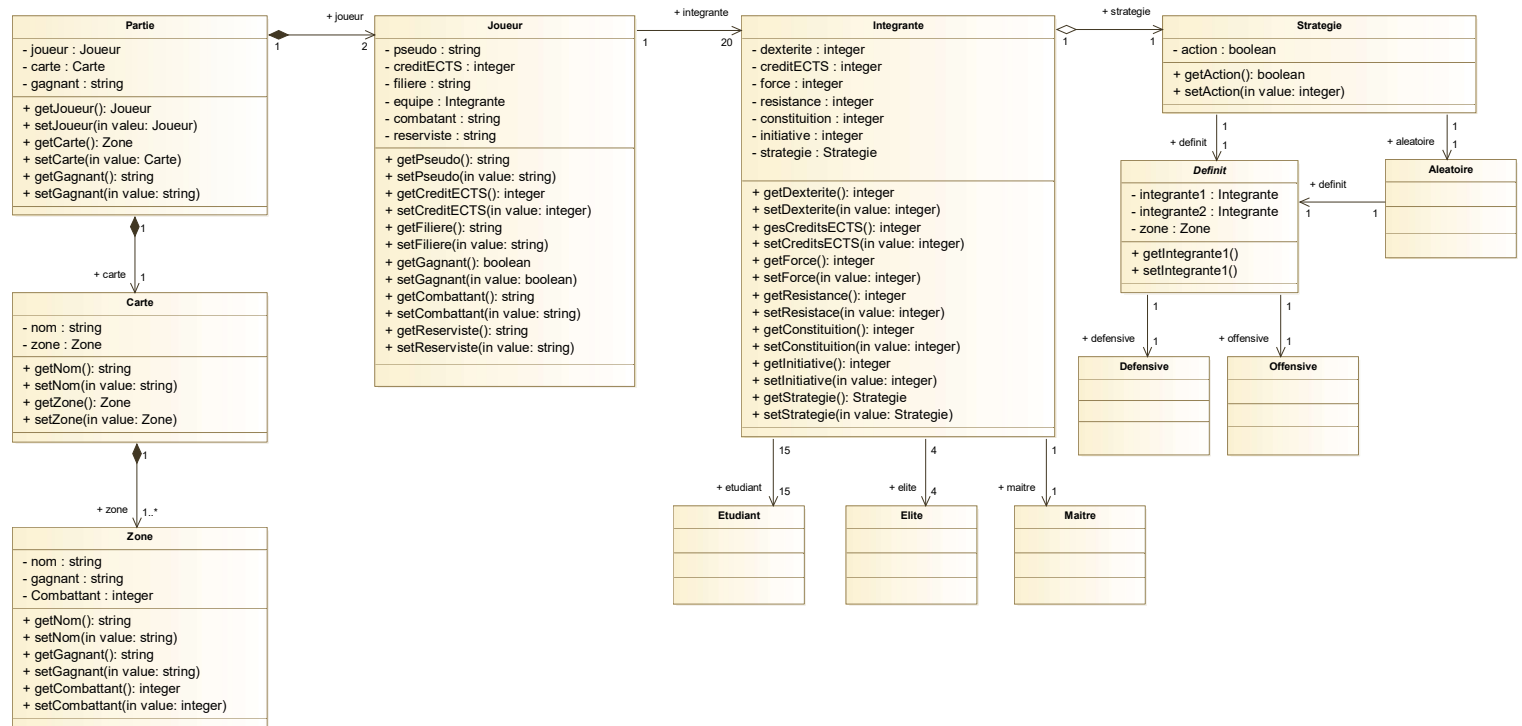 Partie
- joueur : Joueur
- carte : Carte
- gagnant : string
+ getJoueur(): Joueur
+ setJoueur(in valeu: Joueur)
+ getCarte(): Zone
+ setCarte(in value: Carte)
+ getGagnant(): string
+ setGagnant(in value: string)
+ joueur
1
2
Joueur
- pseudo : string
- creditECTS : integer
- filiere : string
- equipe : Integrante
- combatant : string
- reserviste : string
+ getPseudo(): string
+ setPseudo(in value: string)
+ getCreditECTS(): integer
+ setCreditECTS(in value: integer)
+ getFiliere(): string
+ setFiliere(in value: string)
+ getGagnant(): boolean
+ setGagnant(in value: boolean)
+ getCombattant(): string
+ setCombattant(in value: string)
+ getReserviste(): string
+ setReserviste(in value: string)
+ integrante
1
20
Integrante
- dexterite : integer
- creditECTS : integer
- force : integer
- resistance : integer
- constituition : integer
- initiative : integer
- strategie : Strategie
+ getDexterite(): integer
+ setDexterite(in value: integer)
+ gesCreditsECTS(): integer
+ setCreditsECTS(in value: integer)
+ getForce(): integer
+ setForce(in value: integer)
+ getResistance(): integer
+ setResistace(in value: integer)
+ getConstituition(): integer
+ setConstituition(in value: integer)
+ getInitiative(): integer
+ setInitiative(in value: integer)
+ getStrategie(): Strategie
+ setStrategie(in value: Strategie)
+ strategie
1
1
Strategie
- action : boolean
+ getAction(): boolean
+ setAction(in value: integer)
1
+ definit
1
1
+ aleatoire
1
Definit
- integrante1 : Integrante
- integrante2 : Integrante
- zone : Zone
+ getIntegrante1()
+ setIntegrante1()
+ definit
1
1
Aleatoire
1
+ defensive
1
1
+ offensive
1
Defensive
Offensive
1
+ carte
1
Carte
- nom : string
- zone : Zone
+ getNom(): string
+ setNom(in value: string)
+ getZone(): Zone
+ setZone(in value: Zone)
1
+ zone
1..*
Zone
- nom : string
- gagnant : string
- Combattant : integer
+ getNom(): string
+ setNom(in value: string)
+ getGagnant(): string
+ setGagnant(in value: string)
+ getCombattant(): integer
+ setCombattant(in value: integer)
15
+ etudiant
15
4
+ elite
4
1
+ maitre
1
Etudiant
Elite
Maitre